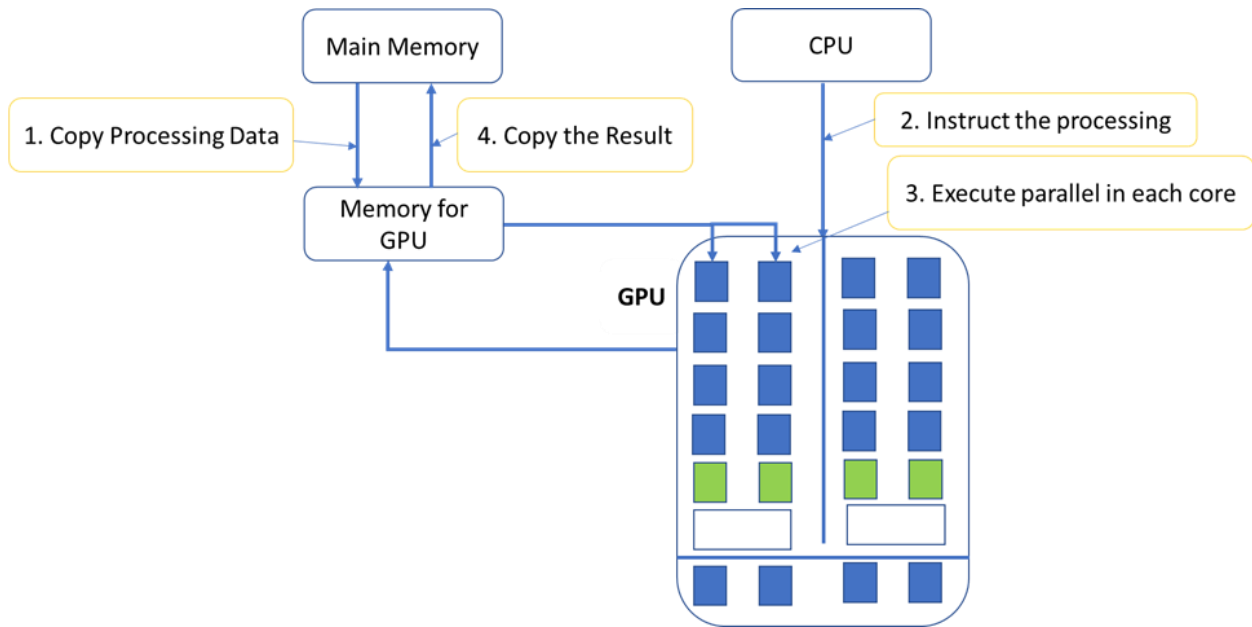 Main Memory
CPU
1. Copy Processing Data
4. Copy the Result
2. Instruct the processing
3. Execute parallel in each core
Memory for
GPU
GPU